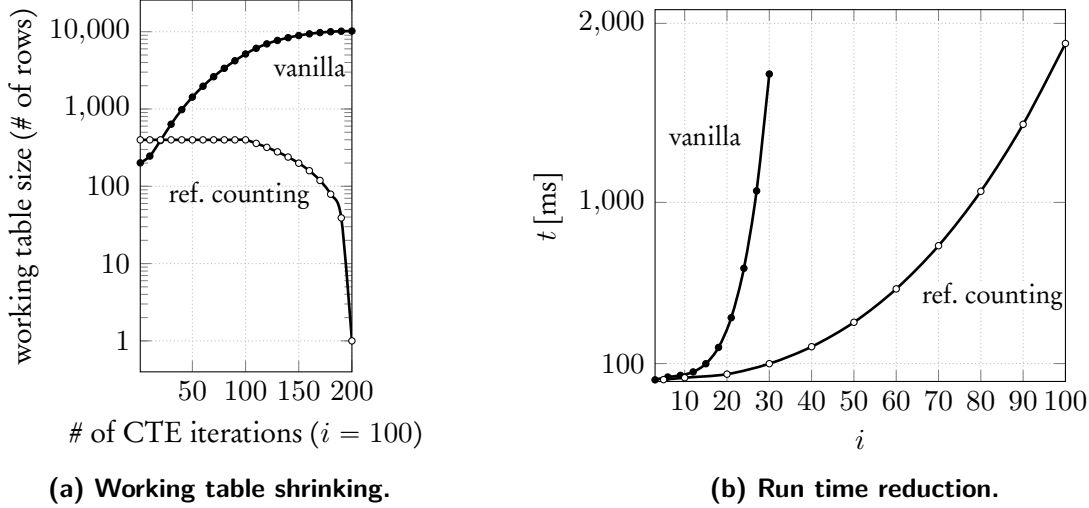 10,000
1,000
100
10
1
working table size (# of rows)
vanilla
ref. counting
50 100 150 200
# of CTE iterations (i = 100)
(a) Working table shrinking.
2,000
1,000
100
t [ms]
vanilla
ref. counting
10 20 30 40 50 60 70 80 90 100
i
(b) Run time reduction.